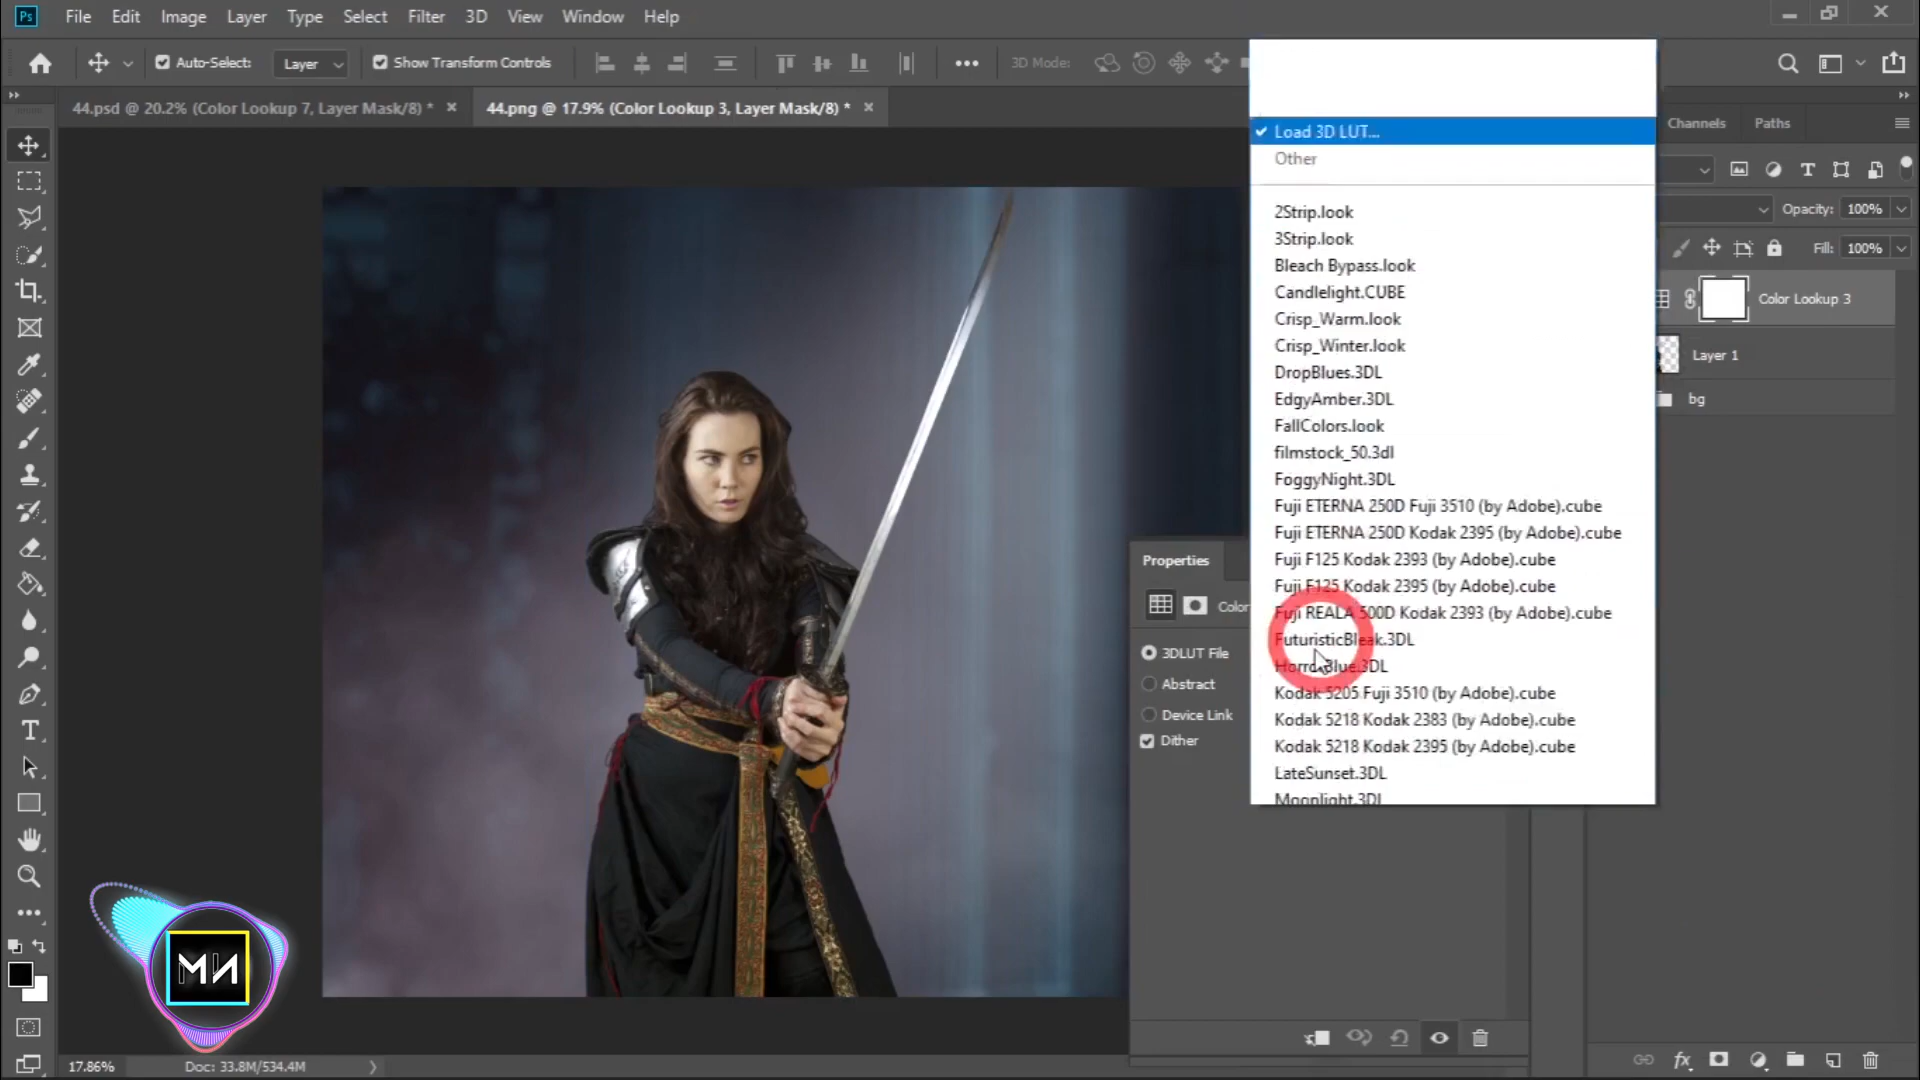 Ps File Edit Image Layer Type Select Filter 3D View Window Help
Auto-Select: Layer Show Transform Controls 3D Mode:
44.psd @ 20.2% (Color Lookup 7, Layer Mask/8) *
44.png @ 17.9% (Color Lookup 3, Layer Mask/8) *
Channels Paths
Opacity: 100%
Fill: 100%
Color Lookup 3
Layer 1
bg
Load 3D LUT...
Other
2Strip.look
3Strip.look
Bleach Bypass.look
Candlelight.CUBE
Crisp_Warm.look
Crisp_Winter.look
DropBlues.3DL
EdgyAmber.3DL
FallColors.look
filmstock_50.3dl
FoggyNight.3DL
Fuji ETERNA 250D Fuji 3510 (by Adobe).cube
Fuji ETERNA 250D Kodak 2395 (by Adobe).cube
Fuji F125 Kodak 2393 (by Adobe).cube
Fuji F125 Kodak 2395 (by Adobe).cube
Fuji REALA 500D Kodak 2393 (by Adobe).cube
FuturisticBleak.3DL
HorrorBlue.3DL
Kodak 5205 Fuji 3510 (by Adobe).cube
Kodak 5218 Kodak 2383 (by Adobe).cube
Kodak 5218 Kodak 2395 (by Adobe).cube
LateSunset.3DL
Moonlight.3DL
Properties
Color
3DLUT File
Abstract
Device Link
Dither
17.86% Doc: 33.8M/534.4M